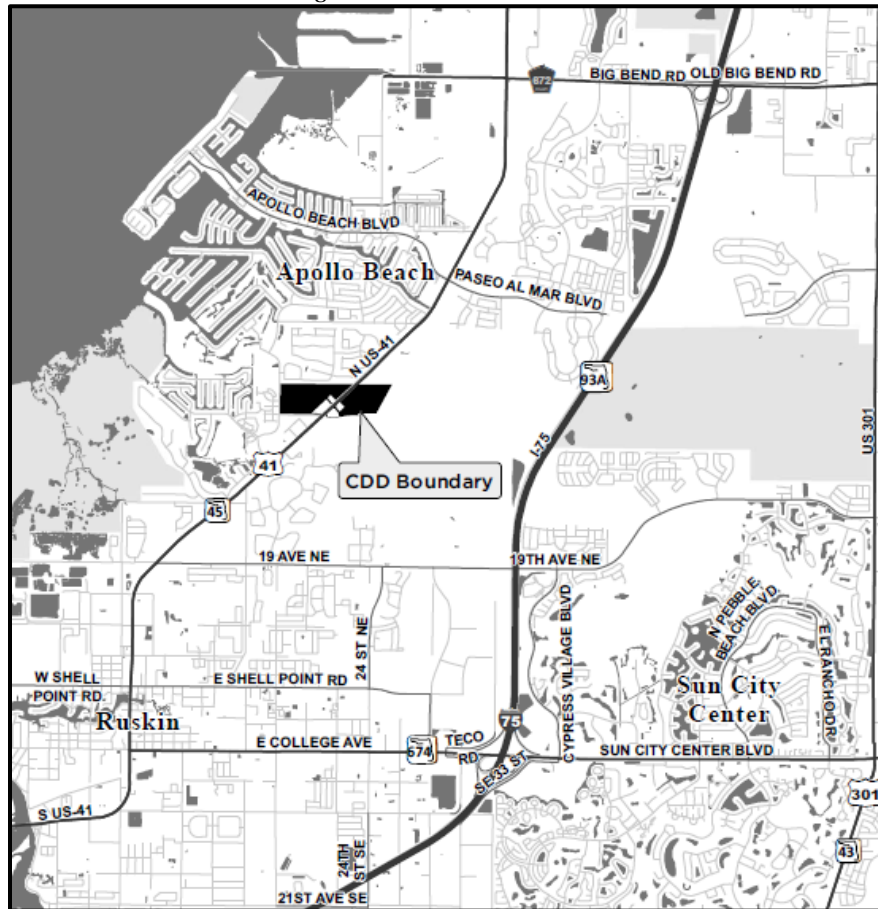 BIG BEND RD
OLD BIG BEND RD
672
APOLLO BEACH BLVD
Apollo Beach
PASEO AL MAR BLVD
N US-41
93A
I-75
US 301
CDD Boundary
41
45
19 AVE NE
19TH AVE NE
24 ST NE
CYPRESS VILLAGE BLVD
N PEBBLE
BEACH BLVD.
EL RANCHO DR
W SHELL
POINT RD.
E SHELL POINT RD
Ruskin
Sun City
Center
75
E COLLEGE AVE
674
TECO
RD
SE 33 ST
SUN CITY CENTER BLVD
S US-41
301
43
24TH
ST SE
21ST AVE SE